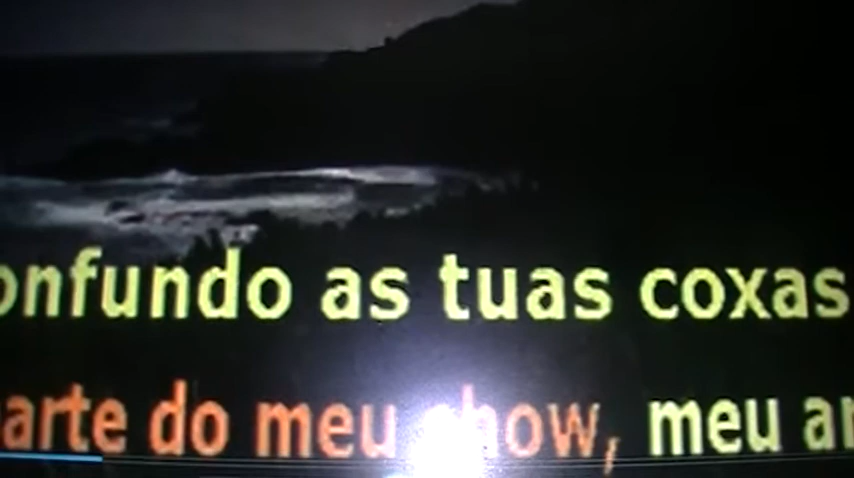 onfundo as tuas coxas
arte do meu show, meu a